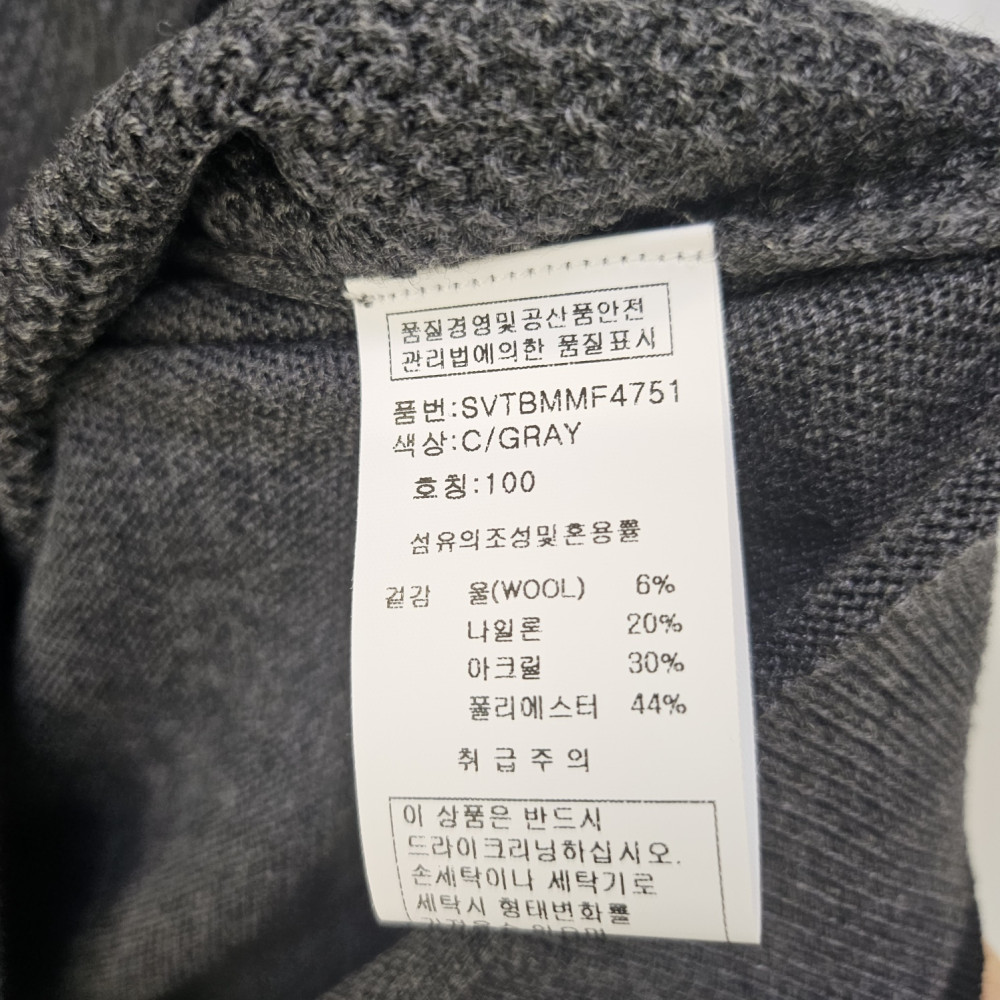 품질경영및공산품안전
관리법에의한 품질표시
품번:SVTBMMF4751
색상:C/GRAY
호칭:100
섬유의조성및혼용률
겉감 울(WOOL) 6%
나일론 20%
아크릴 30%
폴리에스터 44%
취급주의
이 상품은 반드시
드라이크리닝하십시오.
손세탁이나 세탁기로
세탁시 형태변화률